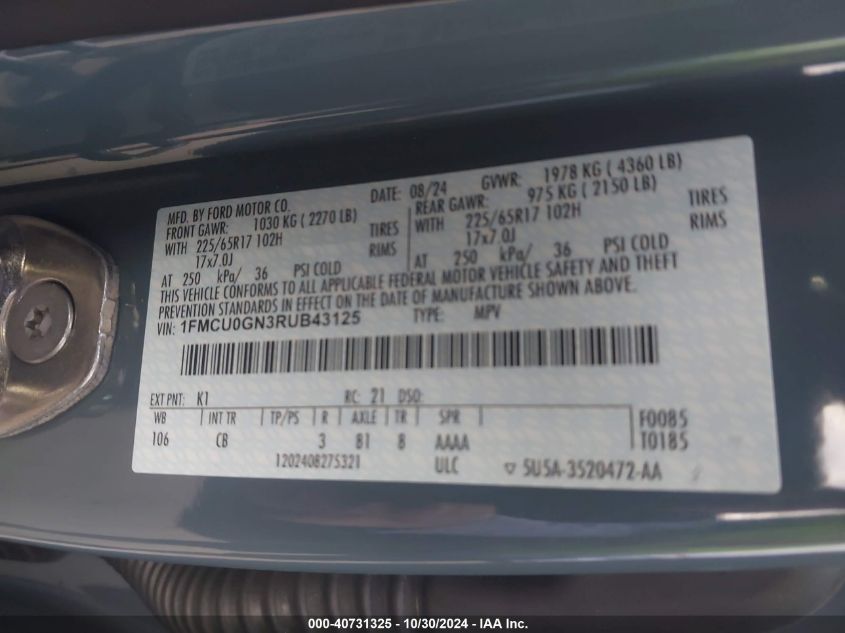 MFD. BY FORD MOTOR CO. DATE: 08/24 GVWR: 1978 KG ( 4360 LB)
FRONT GAWR: 1030 KG ( 2270 LB) REAR GAWR: 975 KG ( 2150 LB)
WITH 225/65R17 102H TIRES WITH 225/65R17 102H TIRES
17x7.0J RIMS 17x7.0J RIMS
AT 250 kPa/ 36 PSI COLD AT 250 kPa/ 36 PSI COLD
THIS VEHICLE CONFORMS TO ALL APPLICABLE FEDERAL MOTOR VEHICLE SAFETY AND THEFT
PREVENTION STANDARDS IN EFFECT ON THE DATE OF MANUFACTURE SHOWN ABOVE.
VIN: 1FMCU0GN3RUB43125 TYPE: MPV
EXT PNT: K1 RC: 21 DSO:
WB INT TR TP/PS R AXLE TR SPR F0085
106 CB 3 81 8 AAAA T0185
1202408275321 ULC SU5A-3520472-AA
000-40731325 - 10/30/2024 - IAA Inc.